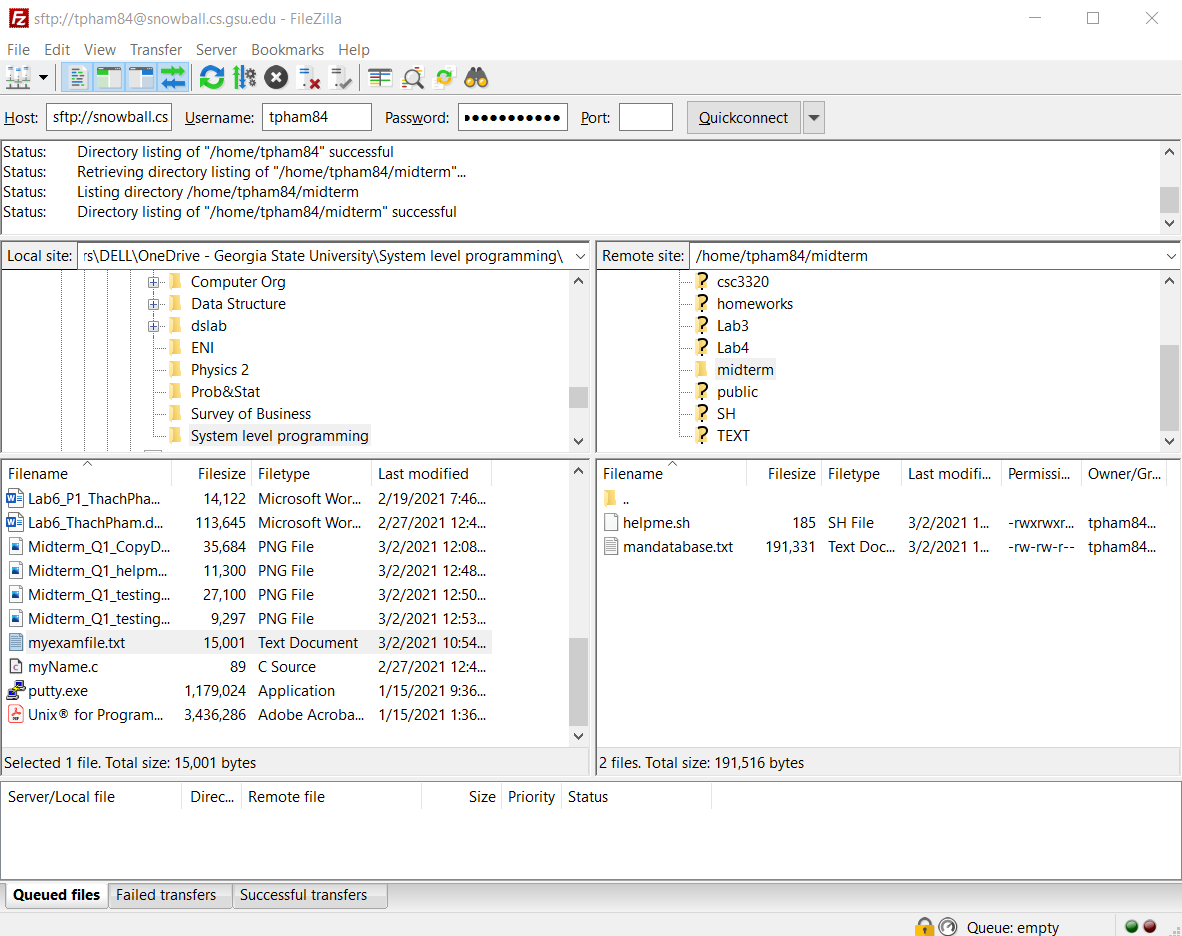 sftp://tpham84@snowball.cs.gsu.edu - FileZilla
File Edit View Transfer Server Bookmarks Help
Host: sftp://snowball.cs Username: tpham84 Password: ●●●●●●●●●●● Port: Quickconnect
Status: Directory listing of "/home/tpham84" successful
Status: Retrieving directory listing of "/home/tpham84/midterm"...
Status: Listing directory /home/tpham84/midterm
Status: Directory listing of "/home/tpham84/midterm" successful
Local site: rs\DELL\OneDrive - Georgia State University\System level programming\
Computer Org
Data Structure
dslab
ENI
Physics 2
Prob&Stat
Survey of Business
System level programming
Filename Filesize Filetype Last modified
Lab6_P1_ThachPha... 14,122 Microsoft Wor... 2/19/2021 7:46...
Lab6_ThachPham.d... 113,645 Microsoft Wor... 2/27/2021 12:4...
Midterm_Q1_CopyD... 35,684 PNG File 3/2/2021 12:08...
Midterm_Q1_helpm... 11,300 PNG File 3/2/2021 12:48...
Midterm_Q1_testing... 27,100 PNG File 3/2/2021 12:50...
Midterm_Q1_testing... 9,297 PNG File 3/2/2021 12:53...
myexamfile.txt 15,001 Text Document 3/2/2021 10:54...
myName.c 89 C Source 2/27/2021 12:4...
putty.exe 1,179,024 Application 1/15/2021 9:36...
Unix® for Program... 3,436,286 Adobe Acroba... 1/15/2021 1:36...
Selected 1 file. Total size: 15,001 bytes
Remote site: /home/tpham84/midterm
csc3320
homeworks
Lab3
Lab4
midterm
public
SH
TEXT
Filename Filesize Filetype Last modifi... Permissi... Owner/Gr...
..
helpme.sh 185 SH File 3/2/2021 1... -rwxrwxr... tpham84...
mandatabase.txt 191,331 Text Doc... 3/2/2021 1... -rw-rw-r-- tpham84...
2 files. Total size: 191,516 bytes
Server/Local file Direc... Remote file Size Priority Status
Queued files Failed transfers Successful transfers
Queue: empty